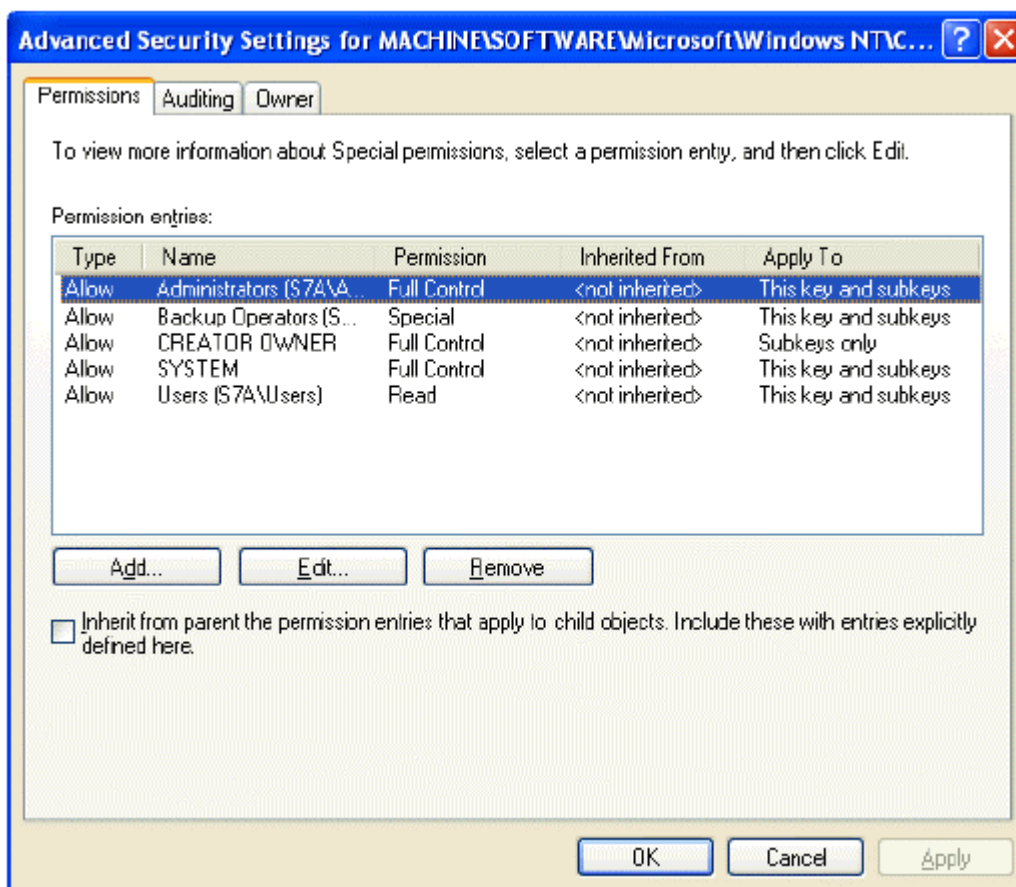 Advanced Security Settings for MACHINE\SOFTWARE\Microsoft\Windows NT\C...
Permissions Auditing Owner
To view more information about Special permissions, select a permission entry, and then click Edit.
Permission entries:
Type Name Permission Inherited From Apply To
Allow Administrators (S7A\A... Full Control <not inherited> This key and subkeys
Allow Backup Operators (S... Special <not inherited> This key and subkeys
Allow CREATOR OWNER Full Control <not inherited> Subkeys only
Allow SYSTEM Full Control <not inherited> This key and subkeys
Allow Users (S7A\Users) Read <not inherited> This key and subkeys
Add... Edit... Remove
Inherit from parent the permission entries that apply to child objects. Include these with entries explicitly
defined here.
OK Cancel Apply